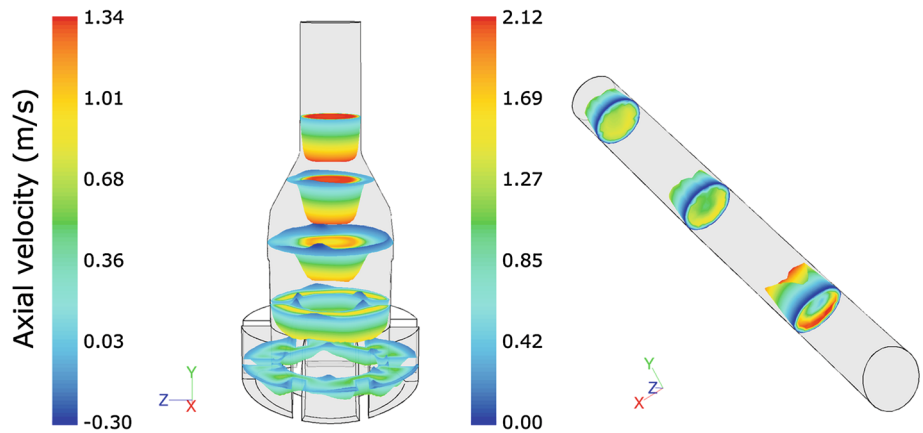 Axial velocity (m/s)
1.34
1.01
0.68
0.36
0.03
-0.30
Y
Z
X
2.12
1.69
1.27
0.85
0.42
0.00
Y
Z
X